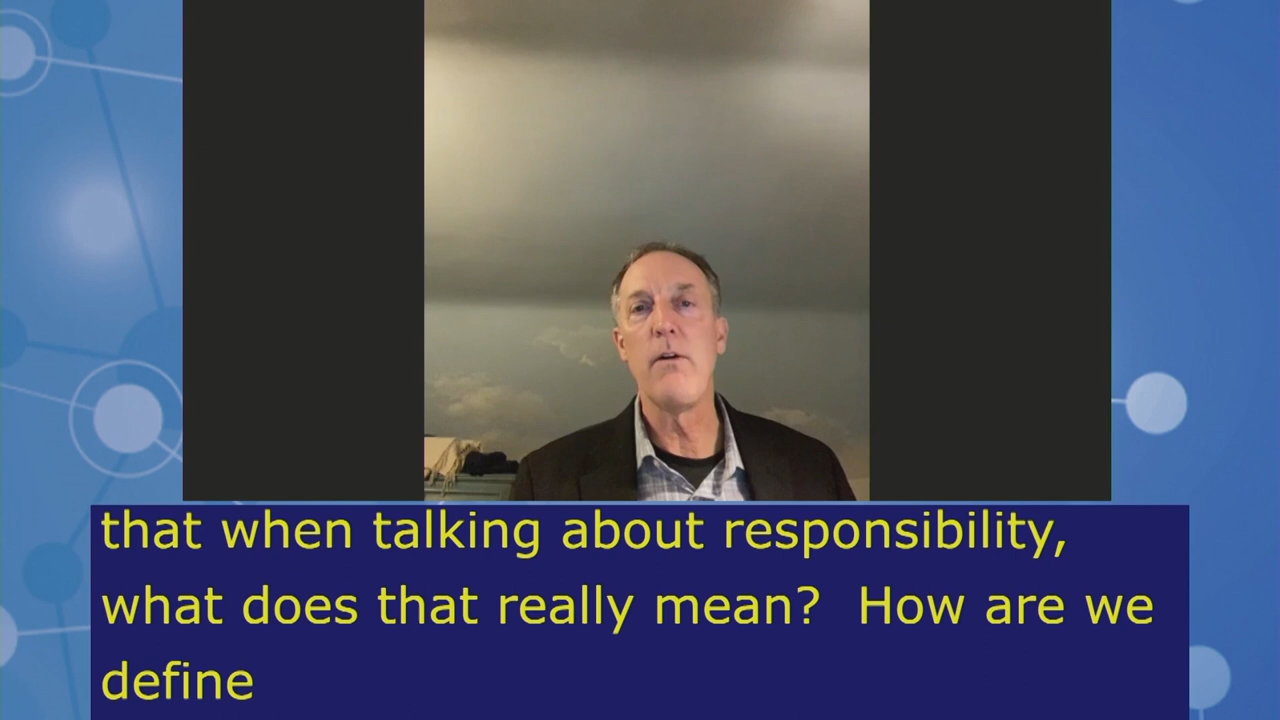 that when talking about responsibility,
what does that really mean?  How are we
define